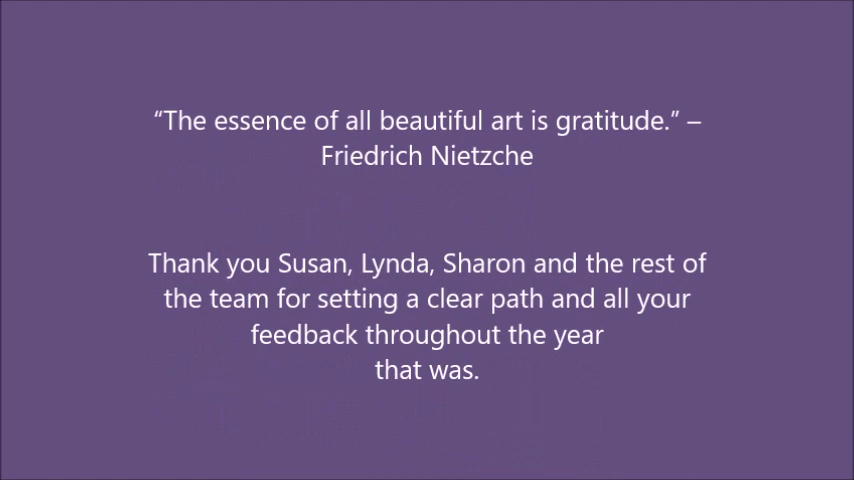 “The essence of all beautiful art is gratitude.” –
Friedrich Nietzche
Thank you Susan, Lynda, Sharon and the rest of
the team for setting a clear path and all your
feedback throughout the year
that was.